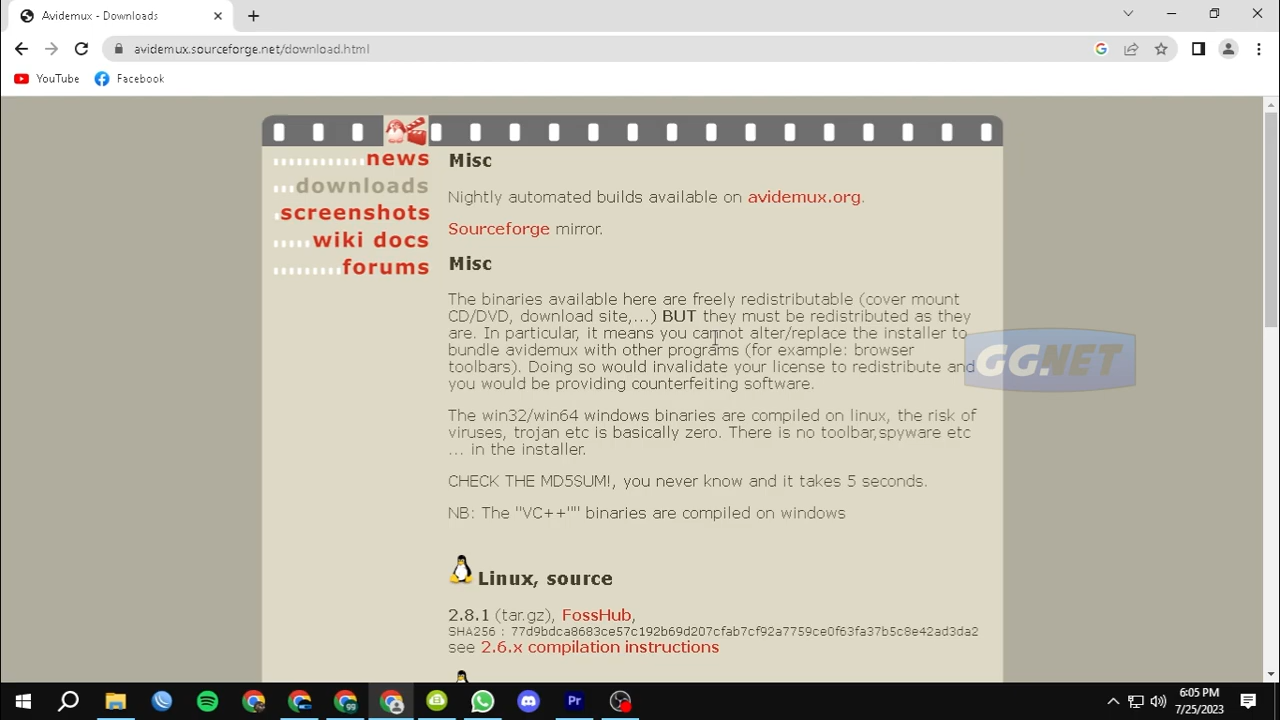 Avidemux - Downloads
avidemux.sourceforge.net/download.html
YouTube
Facebook
news
downloads
screenshots
wiki docs
forums
Misc
Nightly automated builds available on avidemux.org.
Sourceforge mirror.
Misc
The binaries available here are freely redistributable (cover mount
CD/DVD, download site,...) BUT they must be redistributed as they
are. In particular, it means you cannot alter/replace the installer to
bundle avidemux with other programs (for example: browser
toolbars). Doing so would invalidate your license to redistribute and
you would be providing counterfeiting software.
GG.NET
The win32/win64 windows binaries are compiled on linux, the risk of
viruses, trojan etc is basically zero. There is no toolbar,spyware etc
... in the installer.
CHECK THE MD5SUM!, you never know and it takes 5 seconds.
NB: The "VC++"" binaries are compiled on windows
Linux, source
2.8.1 (tar.gz), FossHub,
SHA256 : 77d9bdca8683ce57c192b69d207cfab7cf92a7759ce0f63fa37b5c8e42ad3da2
see 2.6.x compilation instructions
Pr
6:05 PM
7/25/2023